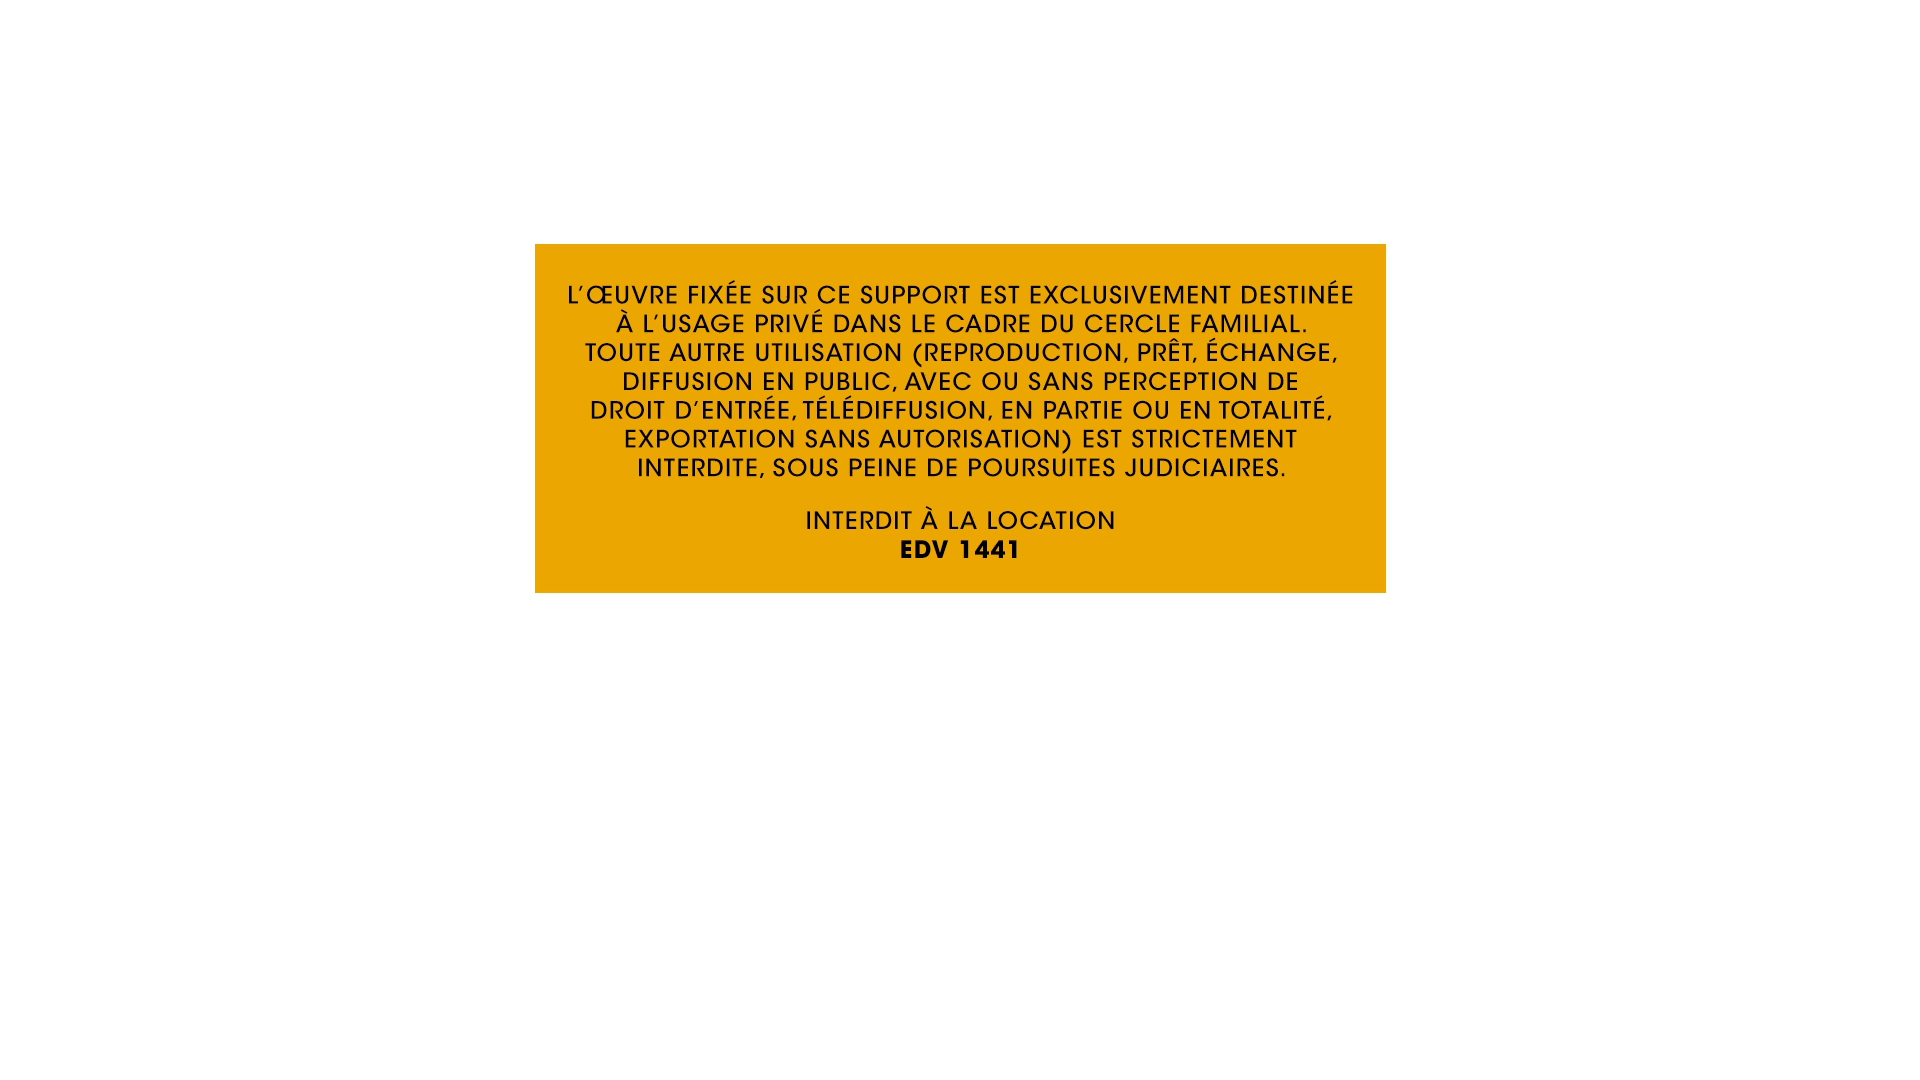 L’ŒUVRE FIXÉE SUR CE SUPPORT EST EXCLUSIVEMENT DESTINÉE
À L’USAGE PRIVÉ DANS LE CADRE DU CERCLE FAMILIAL.
TOUTE AUTRE UTILISATION (REPRODUCTION, PRÊT, ÉCHANGE,
DIFFUSION EN PUBLIC, AVEC OU SANS PERCEPTION DE
DROIT D’ENTRÉE, TÉLÉDIFFUSION, EN PARTIE OU EN TOTALITÉ,
EXPORTATION SANS AUTORISATION) EST STRICTEMENT
INTERDITE, SOUS PEINE DE POURSUITES JUDICIAIRES.
INTERDIT À LA LOCATION
EDV 1441